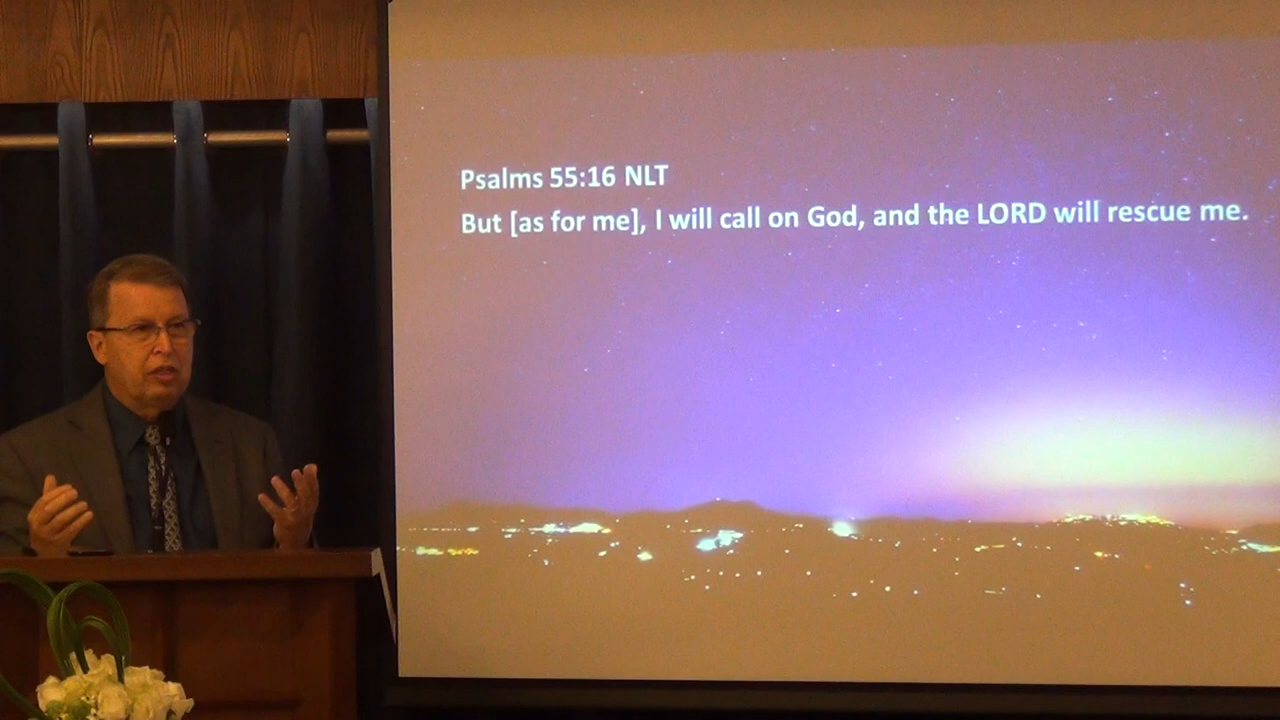 Psalms 55:16 NLT
But [as for me], I will call on God, and the LORD will rescue me.